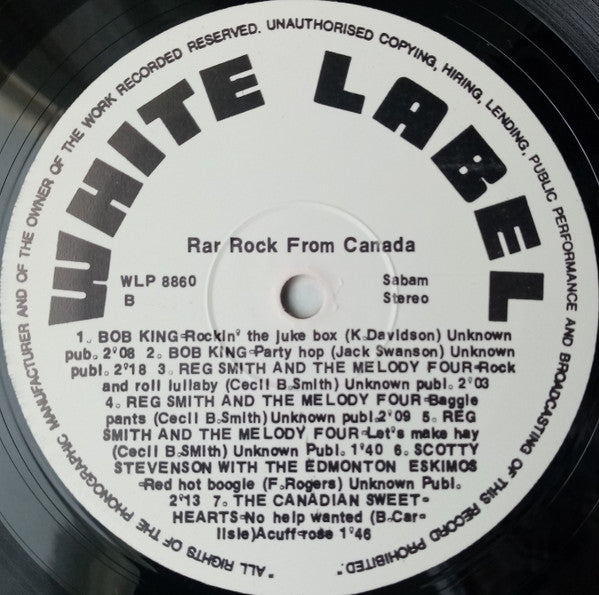 "ALL RIGHTS OF THE PHONOGRAPHIC MANUFACTURER AND OF THE OWNER OF THE WORK RECORDED RESERVED. UNAUTHORISED COPYING, HIRING, LENDING, PUBLIC PERFORMANCE AND BROADCASTING OF THIS RECORD PROHIBITED."
WHITE LABEL
Rar Rock From Canada
WLP 8860 Sabam
B Stereo
1. BOB KING=Rockin' the juke box (K.Davidson) Unknown
pub. 2'08 2. BOB KING=Party hop (Jack Swanson) Unknown
publ. 2'18 3. REG SMITH AND THE MELODY FOUR=Rock
and roll lullaby (Cecil B.Smith) Unknown publ. 2'03
4. REG SMITH AND THE MELODY FOUR=Baggie
pants (Cecil B.Smith) Unknown publ.2'09 5. REG
SMITH AND THE MELODY FOUR=Let's make hay
(Cecil B.SMith) Unknown Publ. 1'40 6. SCOTTY
STEVENSON WITH THE EDMONTON ESKIMOS
=Red hot boogie (F.Rogers) Unknown Publ.
2'13 7. THE CANADIAN SWEET=
HEARTS=No help wanted (B.Car=
lisle)Acuff=rose 1'46